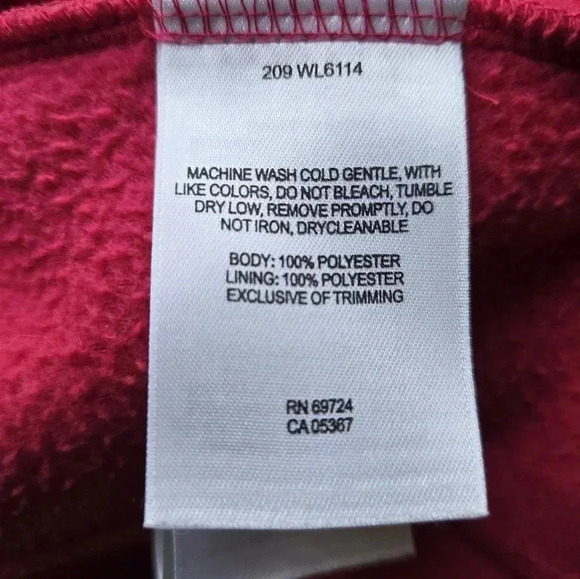 209 WL6114
MACHINE WASH COLD GENTLE, WITH
LIKE COLORS, DO NOT BLEACH, TUMBLE
DRY LOW, REMOVE PROMPTLY, DO
NOT IRON, DRYCLEANABLE
BODY: 100% POLYESTER
LINING: 100% POLYESTER
EXCLUSIVE OF TRIMMING
RN 69724
CA 05367